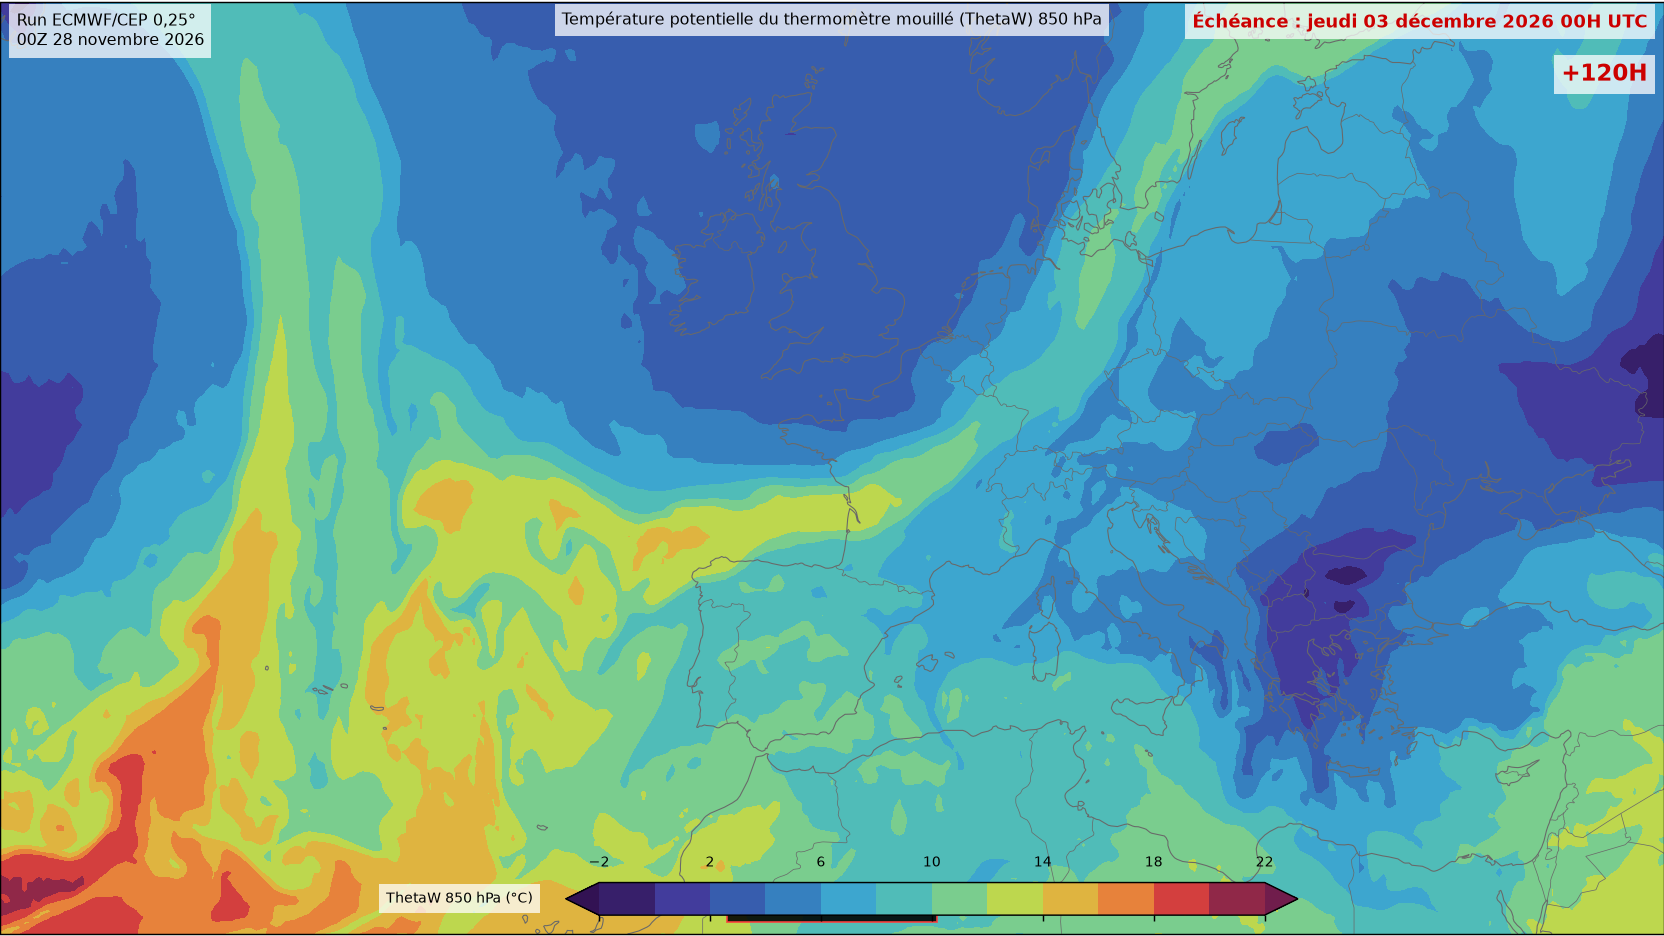 Run ECMWF/CEP 0,25°
00Z 28 novembre 2026
Température potentielle du thermomètre mouillé (ThetaW) 850 hPa
Échéance : jeudi 03 décembre 2026 00H UTC
+120H
−2 2 6 10 14 18 22
ThetaW 850 hPa (°C)